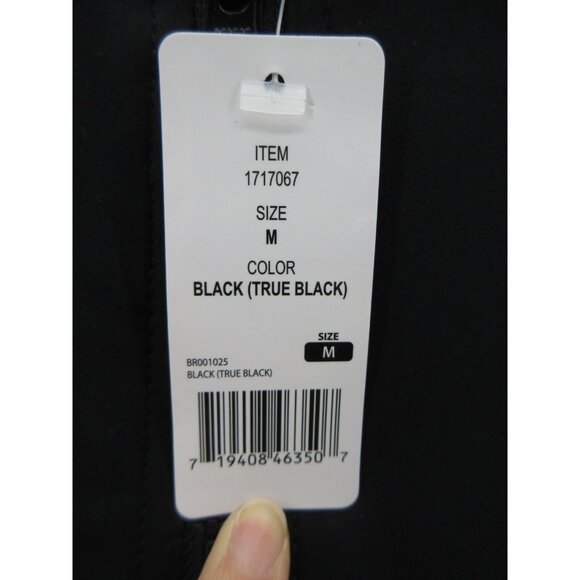 ITEM
1717067
SIZE
M
COLOR
BLACK (TRUE BLACK)
SIZE
M
BR001025
BLACK (TRUE BLACK)
7 19408 46350 7